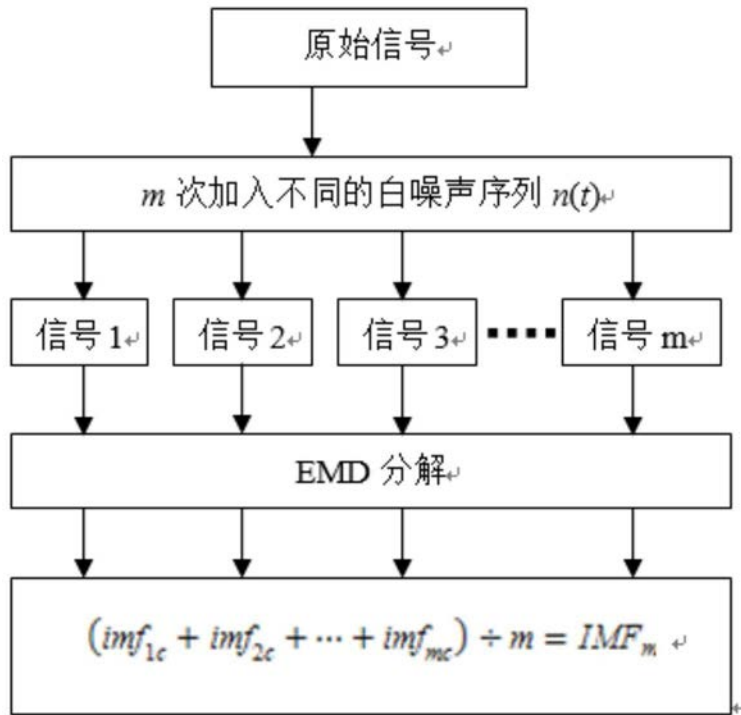 原始信号
m 次加入不同的白噪声序列 n(t)
信号 1 信号 2 信号 3 ▪▪▪▪▪ 信号 m
EMD 分解
(imf₁c + imf₂c + ⋯ + imfmc) ÷ m = IMFm